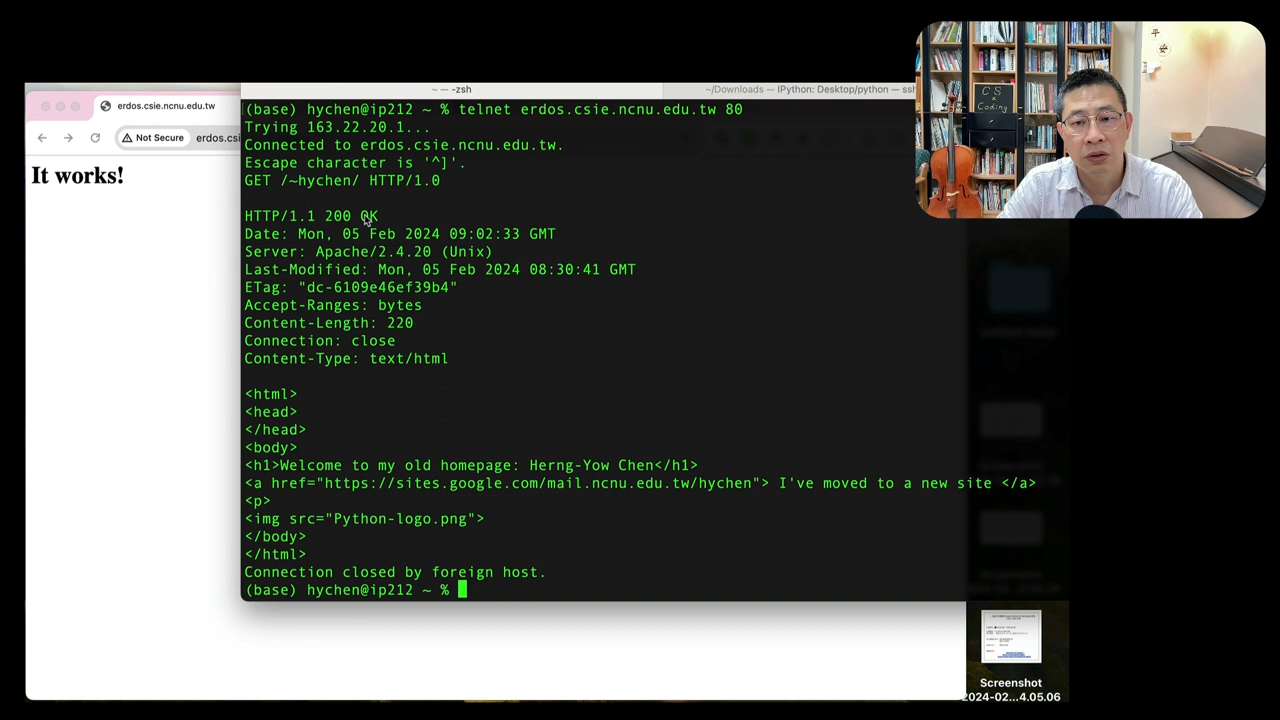 平
安
CS
x
Coding
~ — -zsh
~/Downloads — IPython: Desktop/python — ssh
erdos.csie.ncnu.edu.tw
Not Secure
erdos.csi
It works!
(base) hychen@ip212 ~ % telnet erdos.csie.ncnu.edu.tw 80
Trying 163.22.20.1...
Connected to erdos.csie.ncnu.edu.tw.
Escape character is '^]'.
GET /~hychen/ HTTP/1.0
HTTP/1.1 200 OK
Date: Mon, 05 Feb 2024 09:02:33 GMT
Server: Apache/2.4.20 (Unix)
Last-Modified: Mon, 05 Feb 2024 08:30:41 GMT
ETag: "dc-6109e46ef39b4"
Accept-Ranges: bytes
Content-Length: 220
Connection: close
Content-Type: text/html
<html>
<head>
</head>
<body>
<h1>Welcome to my old homepage: Herng-Yow Chen</h1>
<a href="https://sites.google.com/mail.ncnu.edu.tw/hychen"> I've moved to a new site </a>
<p>
<img src="Python-logo.png">
</body>
</html>
Connection closed by foreign host.
(base) hychen@ip212 ~ %
Screenshot
2024-02...4.05.06